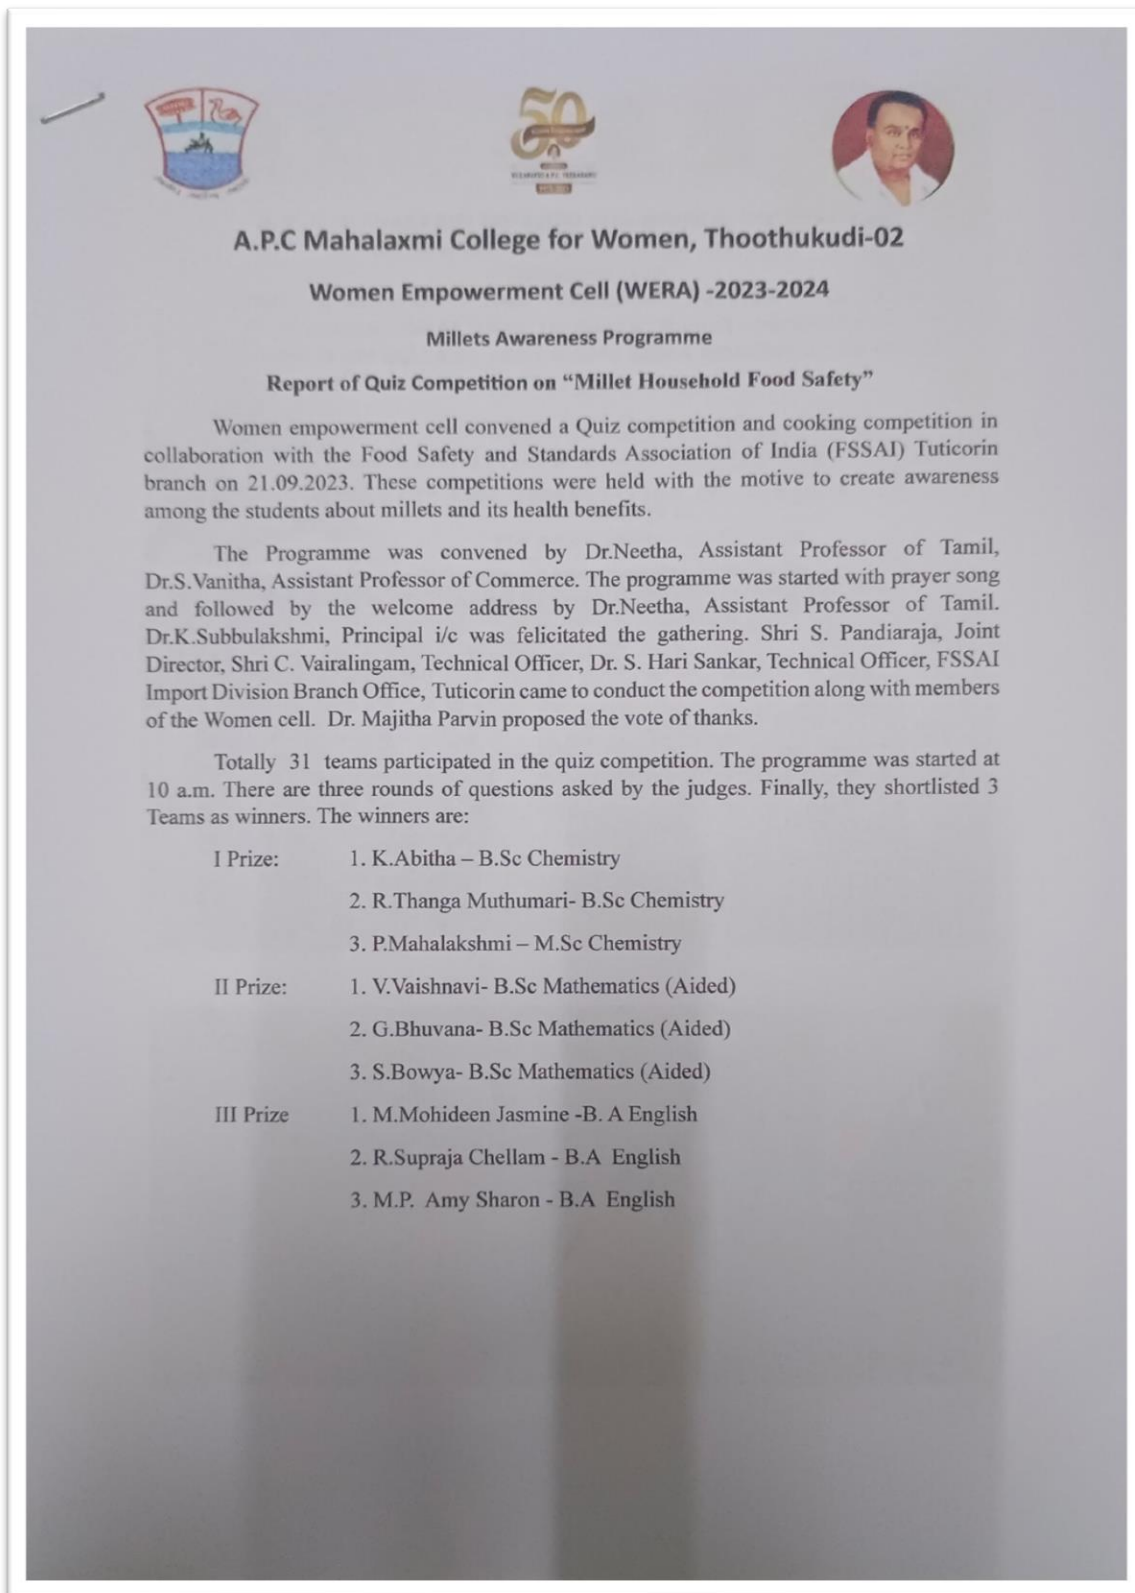 50
A.P.C Mahalaxmi College for Women, Thoothukudi-02
Women Empowerment Cell (WERA) -2023-2024
Millets Awareness Programme
Report of Quiz Competition on “Millet Household Food Safety”
Women empowerment cell convened a Quiz competition and cooking competition in
collaboration with the Food Safety and Standards Association of India (FSSAI) Tuticorin
branch on 21.09.2023. These competitions were held with the motive to create awareness
among the students about millets and its health benefits.
The Programme was convened by Dr.Neetha, Assistant Professor of Tamil,
Dr.S.Vanitha, Assistant Professor of Commerce. The programme was started with prayer song
and followed by the welcome address by Dr.Neetha, Assistant Professor of Tamil.
Dr.K.Subbulakshmi, Principal i/c was felicitated the gathering. Shri S. Pandiaraja, Joint
Director, Shri C. Vairalingam, Technical Officer, Dr. S. Hari Sankar, Technical Officer, FSSAI
Import Division Branch Office, Tuticorin came to conduct the competition along with members
of the Women cell. Dr. Majitha Parvin proposed the vote of thanks.
Totally 31 teams participated in the quiz competition. The programme was started at
10 a.m. There are three rounds of questions asked by the judges. Finally, they shortlisted 3
Teams as winners. The winners are:
I Prize: 1. K.Abitha – B.Sc Chemistry
2. R.Thanga Muthumari- B.Sc Chemistry
3. P.Mahalakshmi – M.Sc Chemistry
II Prize: 1. V.Vaishnavi- B.Sc Mathematics (Aided)
2. G.Bhuvana- B.Sc Mathematics (Aided)
3. S.Bowya- B.Sc Mathematics (Aided)
III Prize 1. M.Mohideen Jasmine -B. A English
2. R.Supraja Chellam - B.A English
3. M.P. Amy Sharon - B.A English